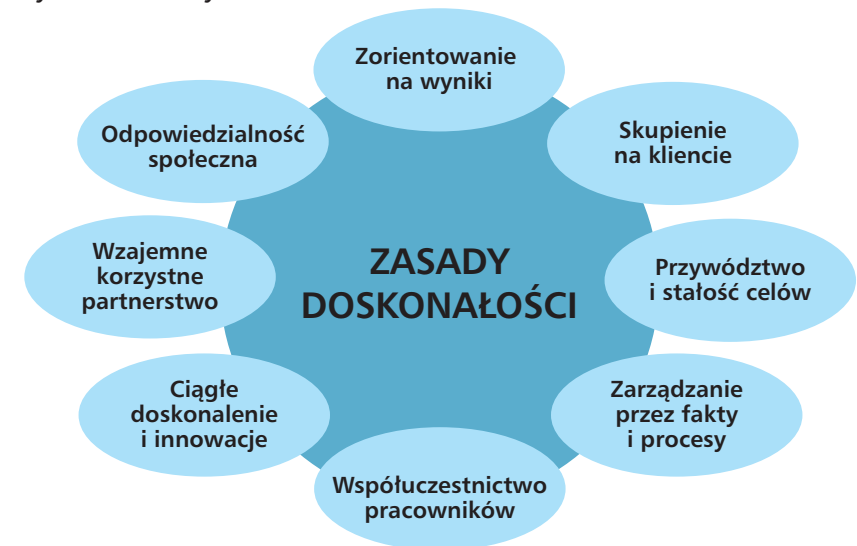 Zorientowanie
na wyniki
Skupienie
na kliencie
Przywództwo
i stałość celów
Zarządzanie
przez fakty
i procesy
Współuczestnictwo
pracowników
Ciągłe
doskonalenie
i innowacje
Wzajemne
korzystne
partnerstwo
Odpowiedzialność
społeczna
ZASADY
DOSKONAŁOŚCI